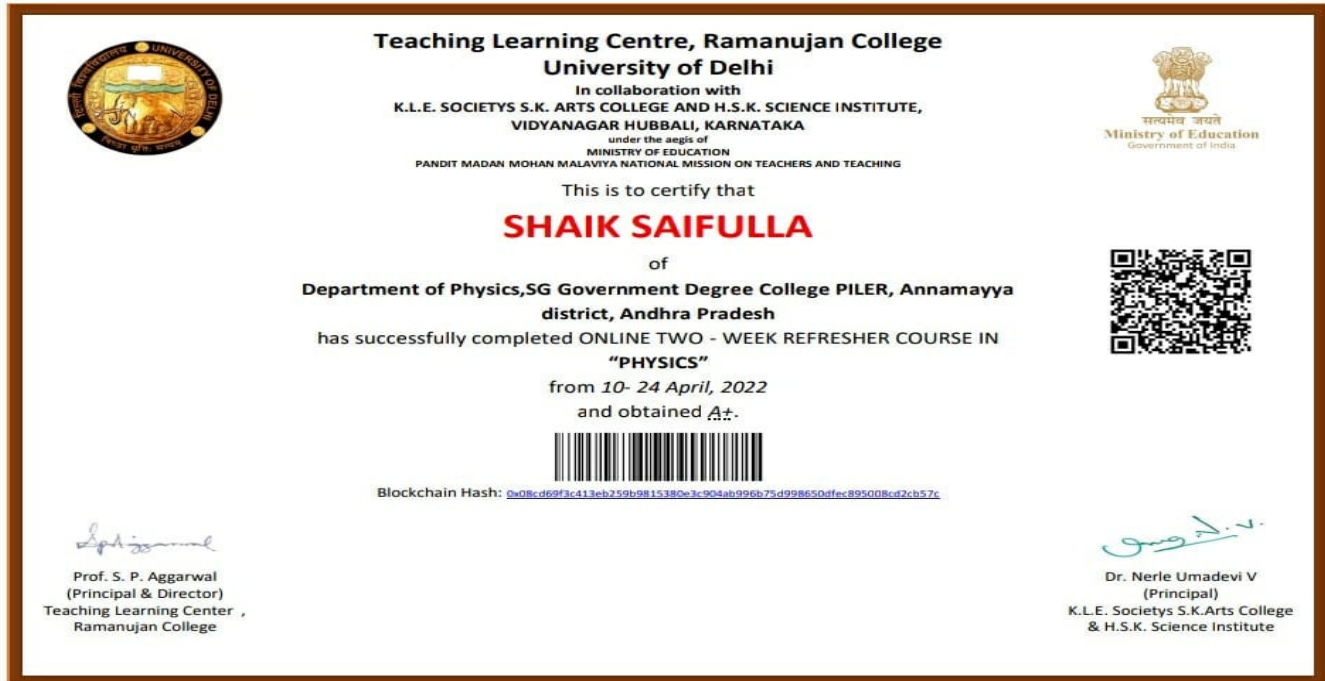 Teaching Learning Centre, Ramanujan College
University of Delhi
In collaboration with
K.L.E. SOCIETYS S.K. ARTS COLLEGE AND H.S.K. SCIENCE INSTITUTE,
VIDYANAGAR HUBBALI, KARNATAKA
under the aegis of
MINISTRY OF EDUCATION
PANDIT MADAN MOHAN MALAVIYA NATIONAL MISSION ON TEACHERS AND TEACHING
सत्यमेव जयते
Ministry of Education
Government of India
This is to certify that
SHAIK SAIFULLA
of
Department of Physics,SG Government Degree College PILER, Annamayya
district, Andhra Pradesh
has successfully completed ONLINE TWO - WEEK REFRESHER COURSE IN
“PHYSICS”
from 10- 24 April, 2022
and obtained A+.
Blockchain Hash: 0x08cd69f3c413eb259b9815380e3c904ab996b75d998650dfec895008cd2cb57c
Prof. S. P. Aggarwal
(Principal & Director)
Teaching Learning Center ,
Ramanujan College
Dr. Nerle Umadevi V
(Principal)
K.L.E. Societys S.K.Arts College
& H.S.K. Science Institute
UNIVERSITY OF DELHI
दिल्ली विश्वविद्यालय